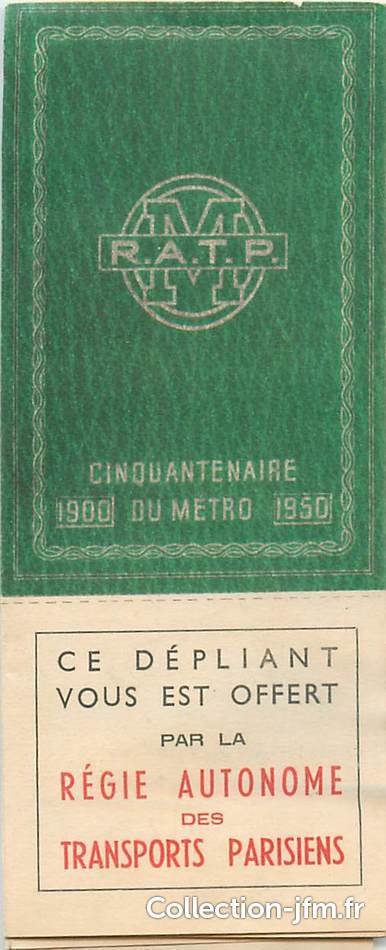 M
R.A.T.P.
CINQUANTENAIRE
1900 DU METRO 1950
CE DÉPLIANT
VOUS EST OFFERT
PAR LA
RÉGIE AUTONOME
DES
TRANSPORTS PARISIENS
Collection-jfm.fr